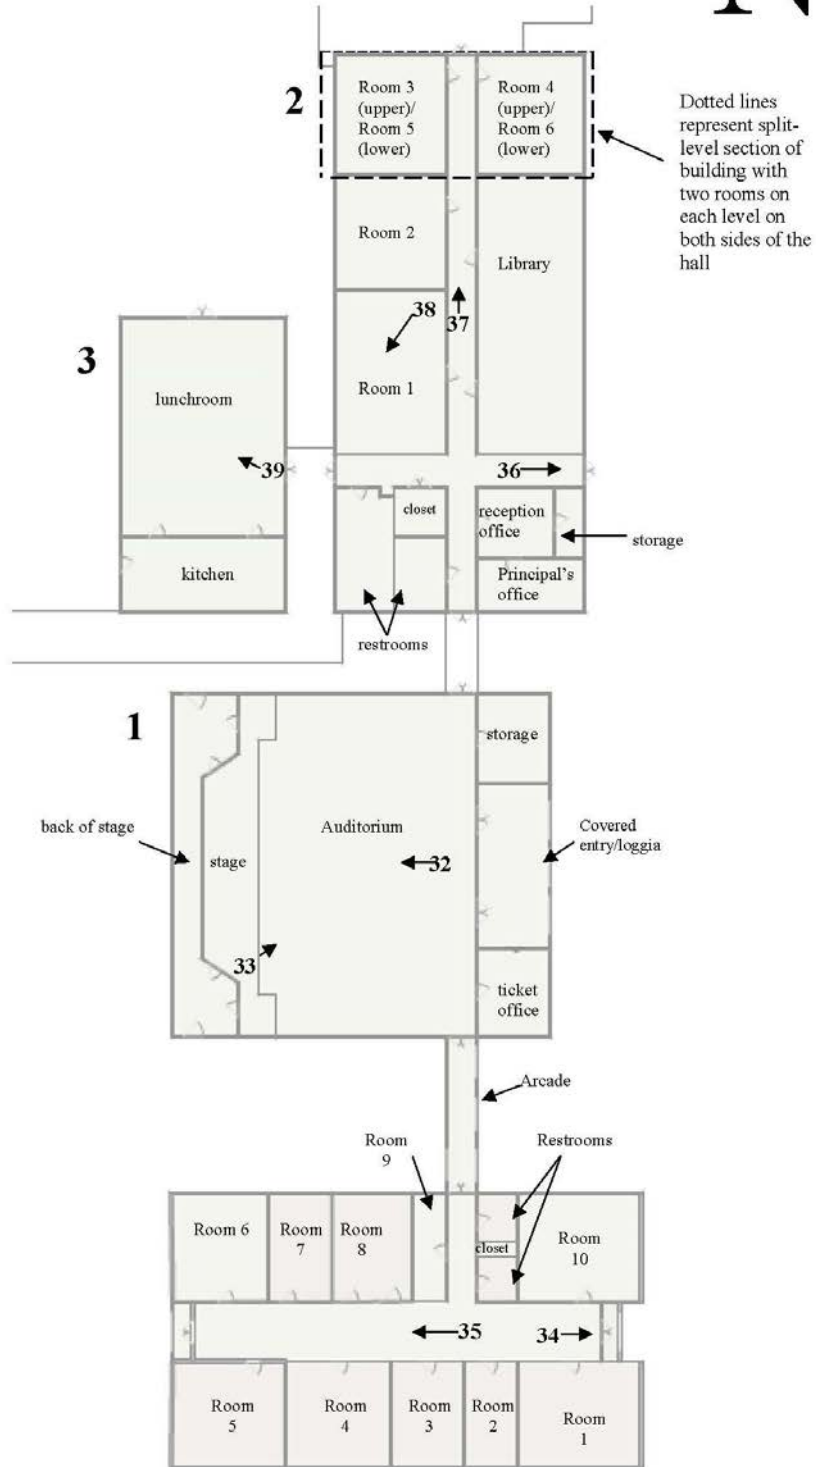 N
2
Room 3
(upper)/
Room 5
(lower)
Room 4
(upper)/
Room 6
(lower)
Dotted lines
represent split-
level section of
building with
two rooms on
each level on
both sides of the
hall
Room 2
Library
38
37
Room 1
3
lunchroom
39
36
closet
reception
office
storage
kitchen
Principal's
office
restrooms
1
storage
back of stage
stage
Auditorium
32
Covered
entry/loggia
33
ticket
office
Arcade
Room
9
Restrooms
Room 6
Room
7
Room
8
closet
Room
10
35
34
Room
5
Room
4
Room
3
Room
2
Room
1